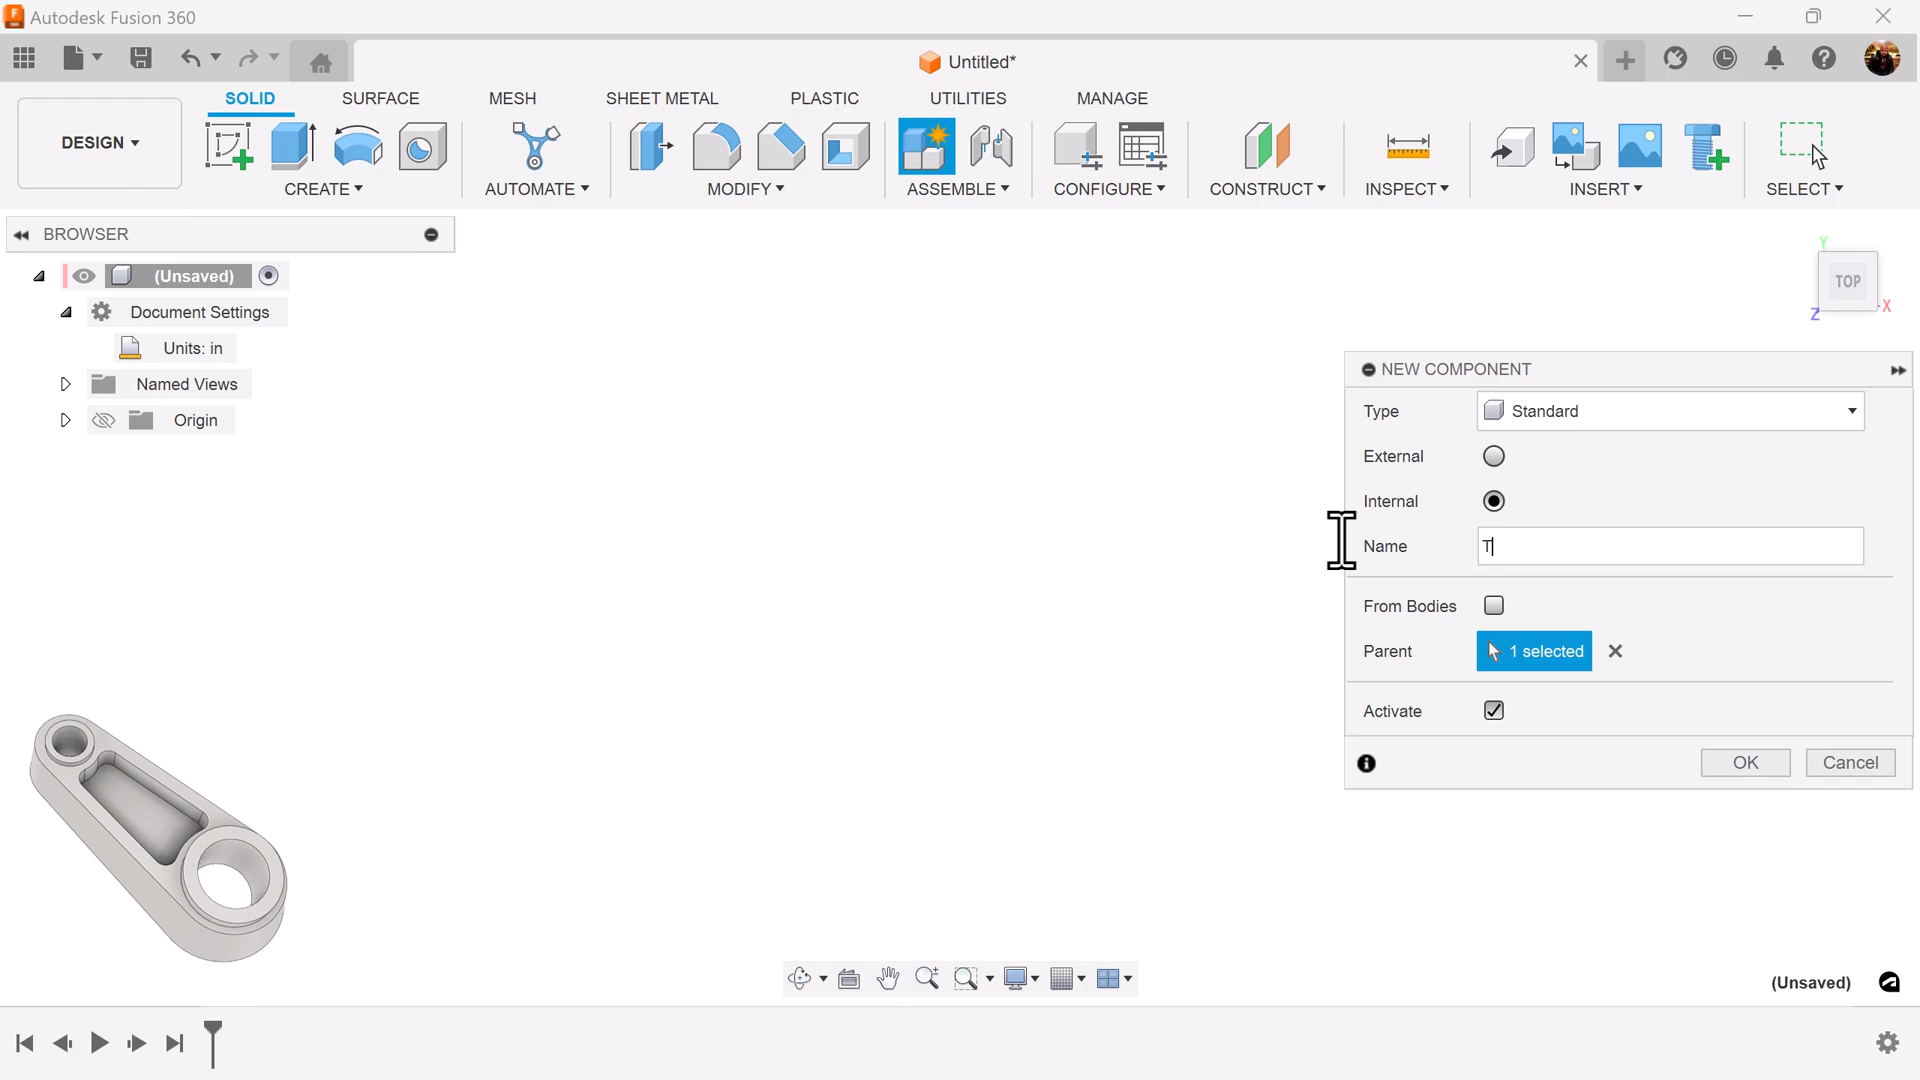 Autodesk Fusion 360
Untitled*
SOLID SURFACE MESH SHEET METAL PLASTIC UTILITIES MANAGE
DESIGN
CREATE AUTOMATE MODIFY ASSEMBLE CONFIGURE CONSTRUCT INSPECT INSERT SELECT
BROWSER
(Unsaved)
Document Settings
Units: in
Named Views
Origin
Y
TOP
X
Z
NEW COMPONENT
Type Standard
External
Internal
Name T
From Bodies
Parent 1 selected
Activate
OK Cancel
(Unsaved)